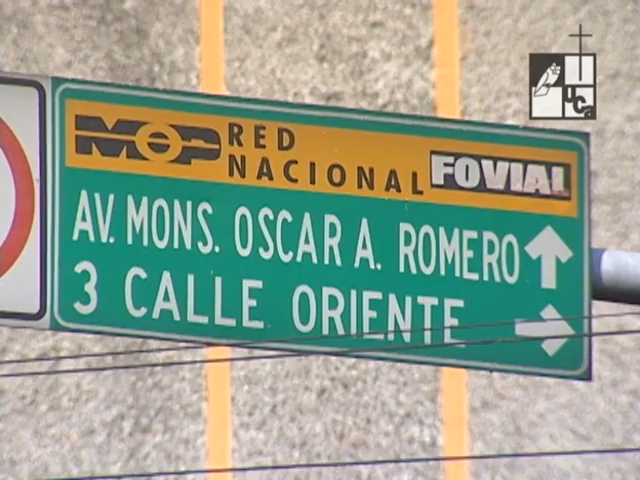 MOP RED NACIONAL FOVIAL
AV. MONS. OSCAR A. ROMERO
3 CALLE ORIENTE
uca